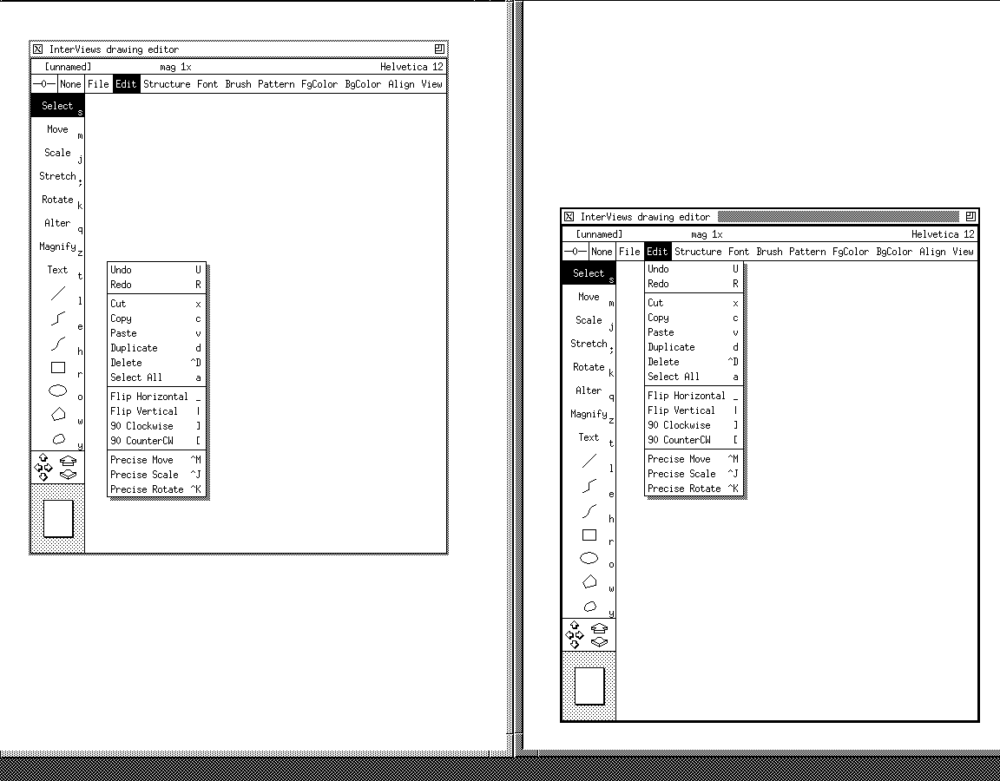 InterViews drawing editor
[unnamed] mag 1x Helvetica 12
None File Edit Structure Font Brush Pattern FgColor BgColor Align View
Select s
Move m
Scale j
Stretch ;
Rotate k
Alter q
Magnify z
Text t
l
e
h
r
o
w
y
Undo U
Redo R
Cut x
Copy c
Paste v
Duplicate d
Delete ^D
Select All a
Flip Horizontal _
Flip Vertical |
90 Clockwise ]
90 CounterCW [
Precise Move ^M
Precise Scale ^J
Precise Rotate ^K
InterViews drawing editor
[unnamed] mag 1x Helvetica 12
None File Edit Structure Font Brush Pattern FgColor BgColor Align View
Select s
Move m
Scale j
Stretch ;
Rotate k
Alter q
Magnify z
Text t
l
e
h
r
o
w
y
Undo U
Redo R
Cut x
Copy c
Paste v
Duplicate d
Delete ^D
Select All a
Flip Horizontal _
Flip Vertical |
90 Clockwise ]
90 CounterCW [
Precise Move ^M
Precise Scale ^J
Precise Rotate ^K